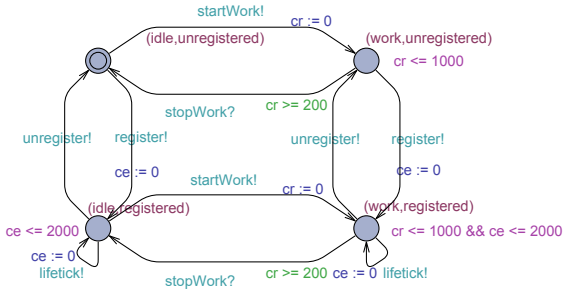 startWork!
cr := 0
(idle,unregistered)
(work,unregistered)
cr <= 1000
stopWork?
cr >= 200
unregister!
register!
unregister!
register!
ce := 0
ce := 0
startWork!
cr := 0
(idle,registered)
(work,registered)
ce <= 2000
cr <= 1000 && ce <= 2000
ce := 0
lifetick!
stopWork?
cr >= 200
ce := 0
lifetick!